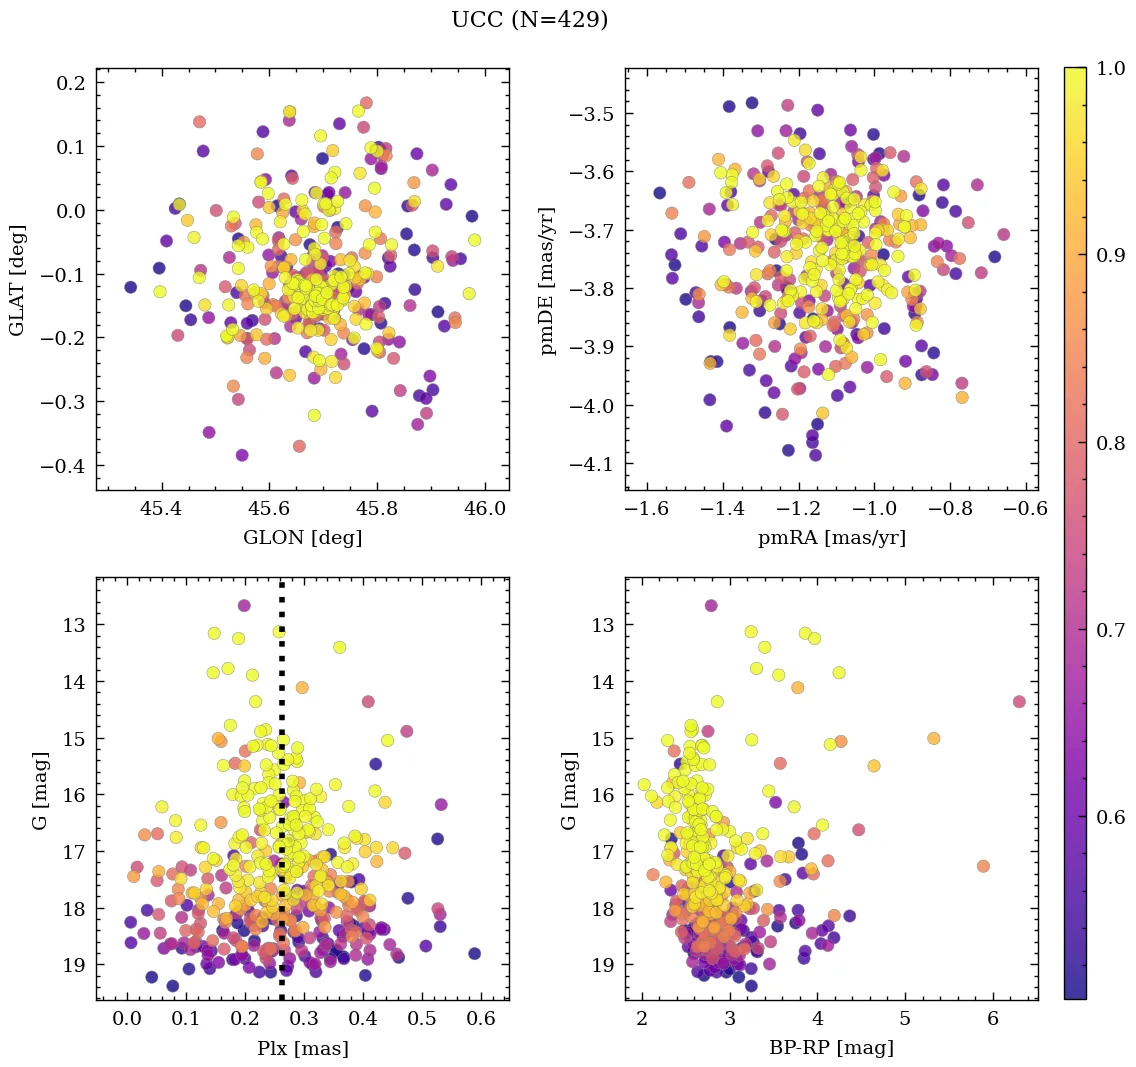 UCC (N=429)
0.2
0.1
0.0
−0.1
−0.2
−0.3
−0.4
GLAT [deg]
45.4 45.6 45.8 46.0
GLON [deg]
−3.5
−3.6
−3.7
−3.8
−3.9
−4.0
−4.1
pmDE [mas/yr]
−1.6 −1.4 −1.2 −1.0 −0.8 −0.6
pmRA [mas/yr]
13
14
15
16
17
18
19
G [mag]
0.0 0.1 0.2 0.3 0.4 0.5 0.6
Plx [mas]
13
14
15
16
17
18
19
G [mag]
2 3 4 5 6
BP-RP [mag]
1.0
0.9
0.8
0.7
0.6